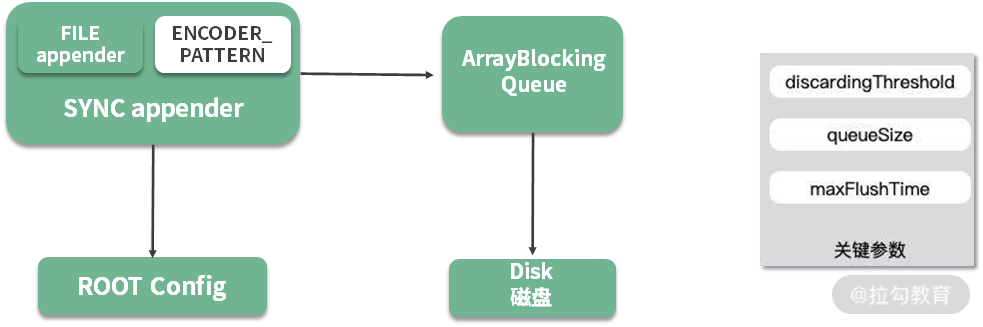 FILE
appender
ENCODER_
PATTERN
SYNC appender
ArrayBlocking
Queue
ROOT Config
Disk
磁盘
discardingThreshold
queueSize
maxFlushTime
关键参数
@拉勾教育